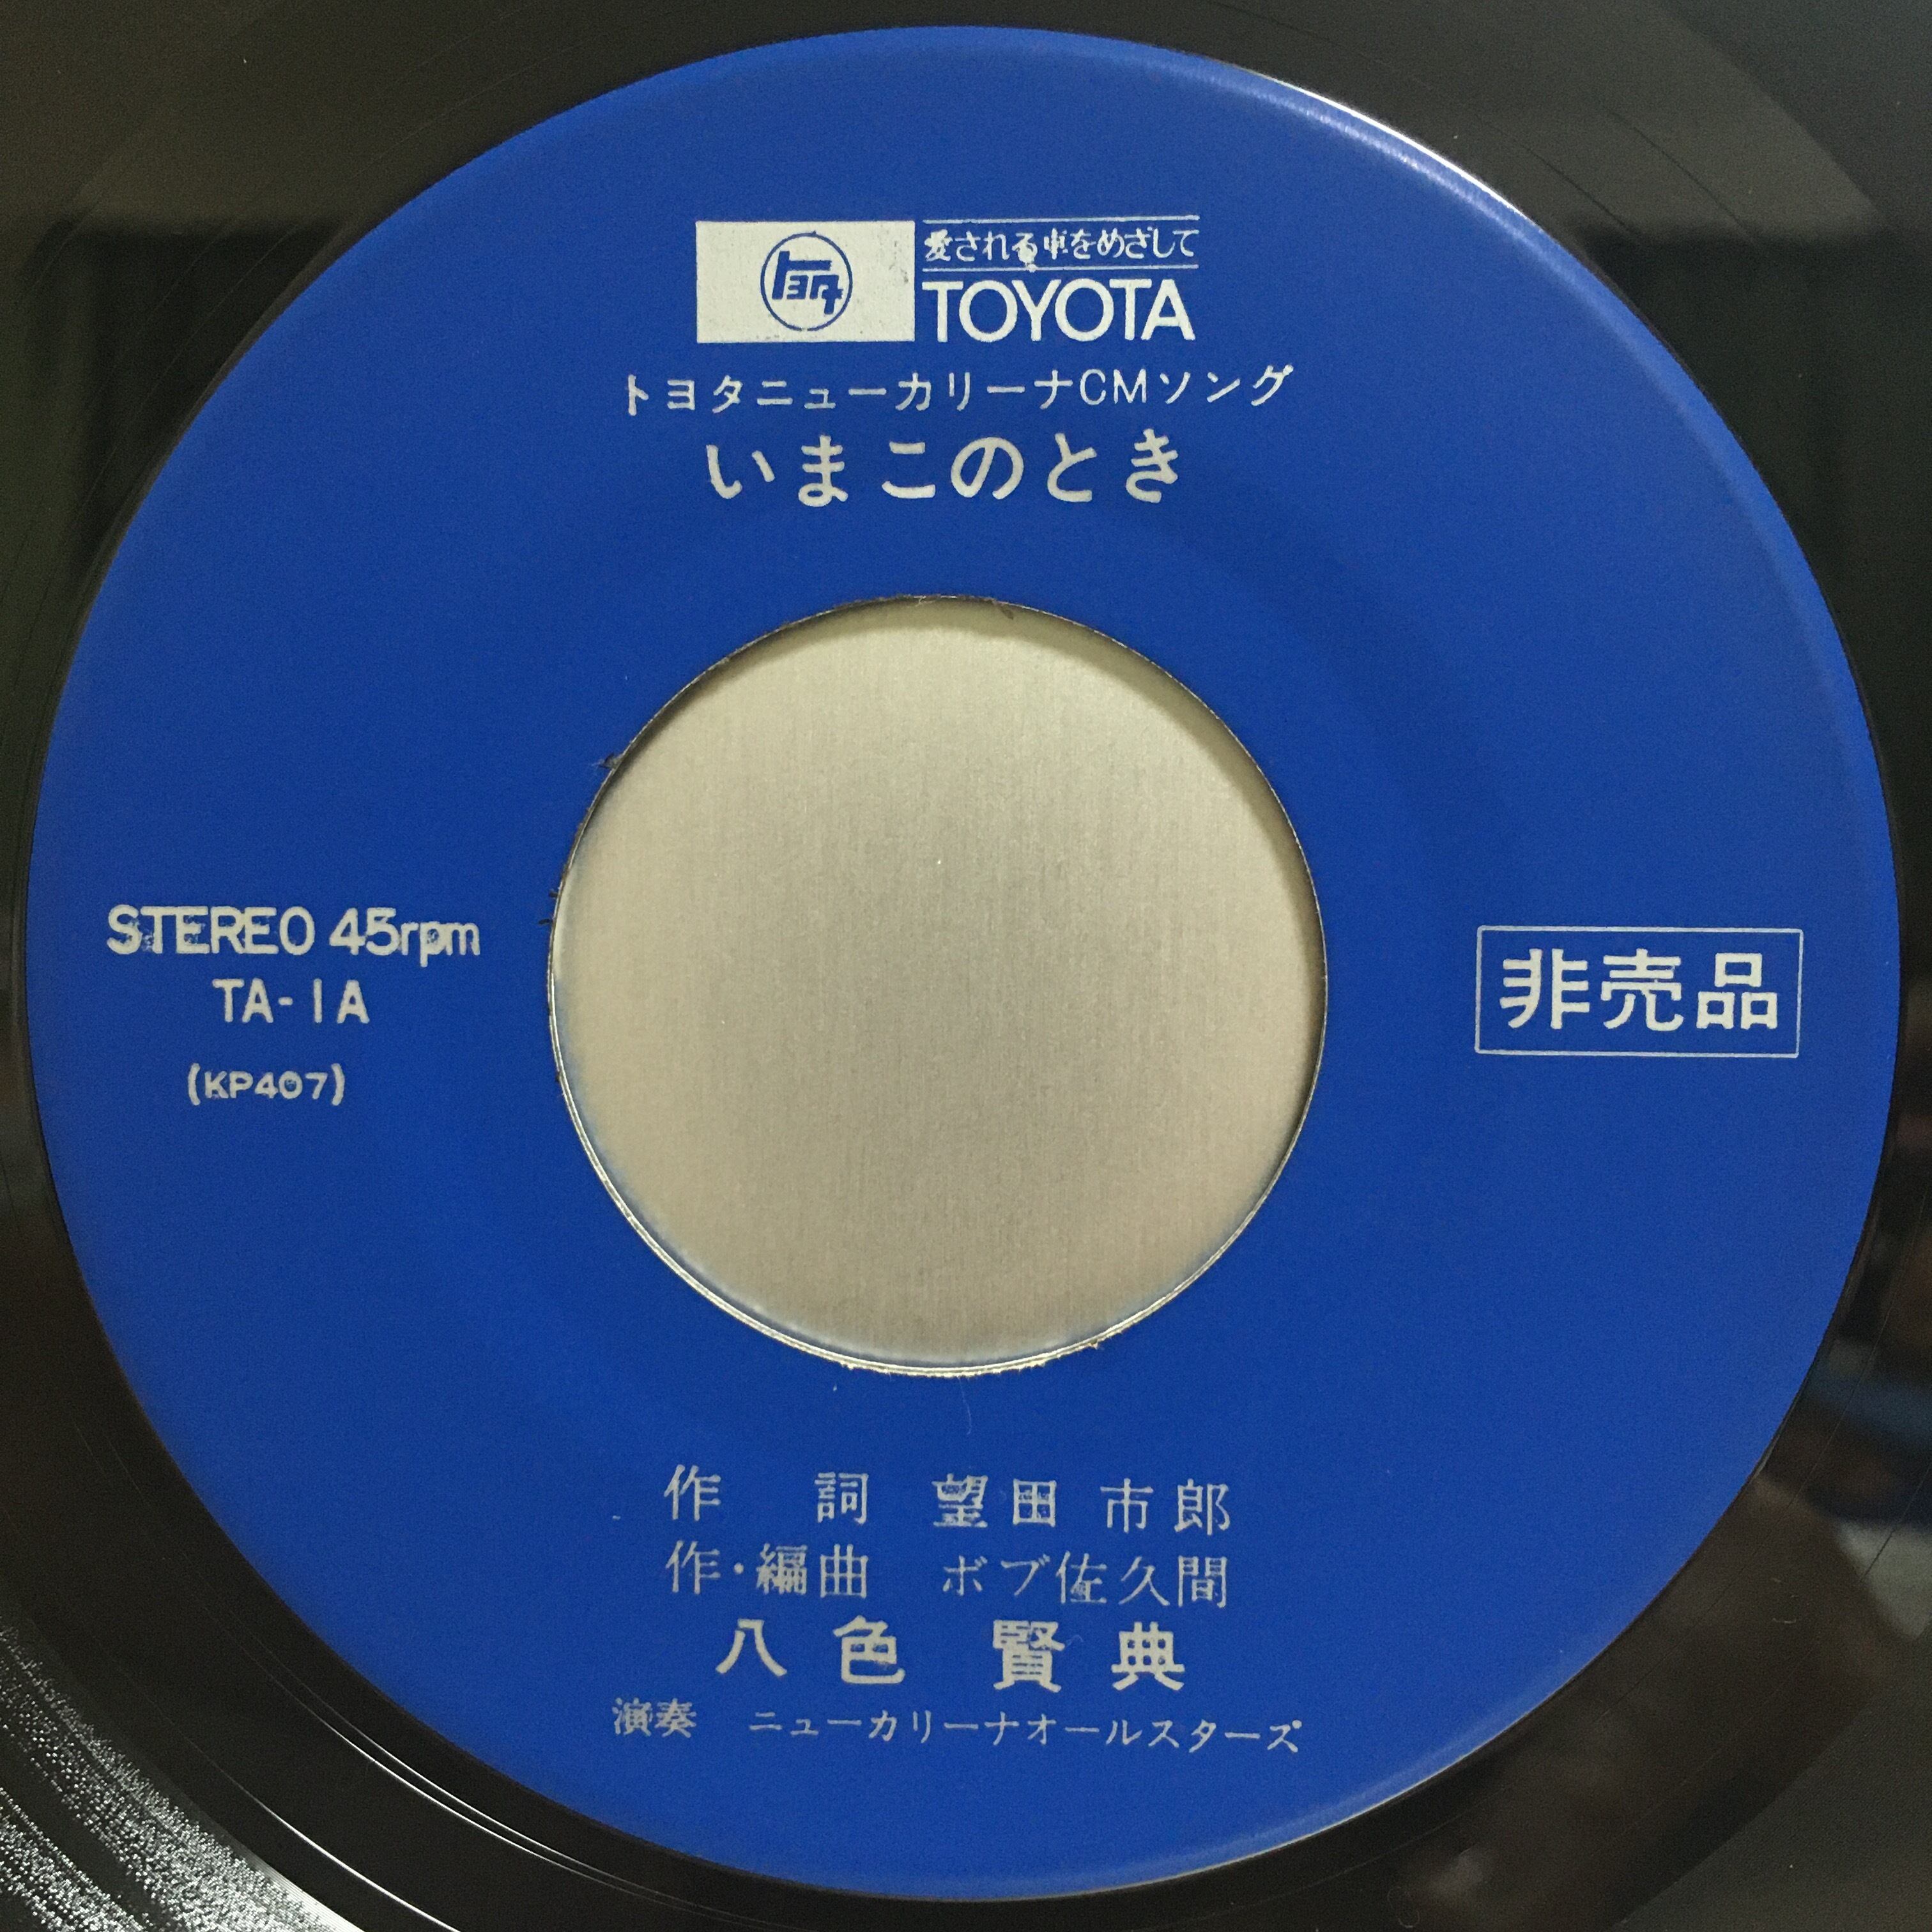 トヨタ
愛される車をめざして
TOYOTA
トヨタニューカリーナCMソング
いまこのとき
STEREO 45rpm
TA-1A
(KP407)
非売品
作 詞 望田 市郎
作・編曲 ボブ佐久間
八色 賢典
演奏 ニューカリーナオールスターズ